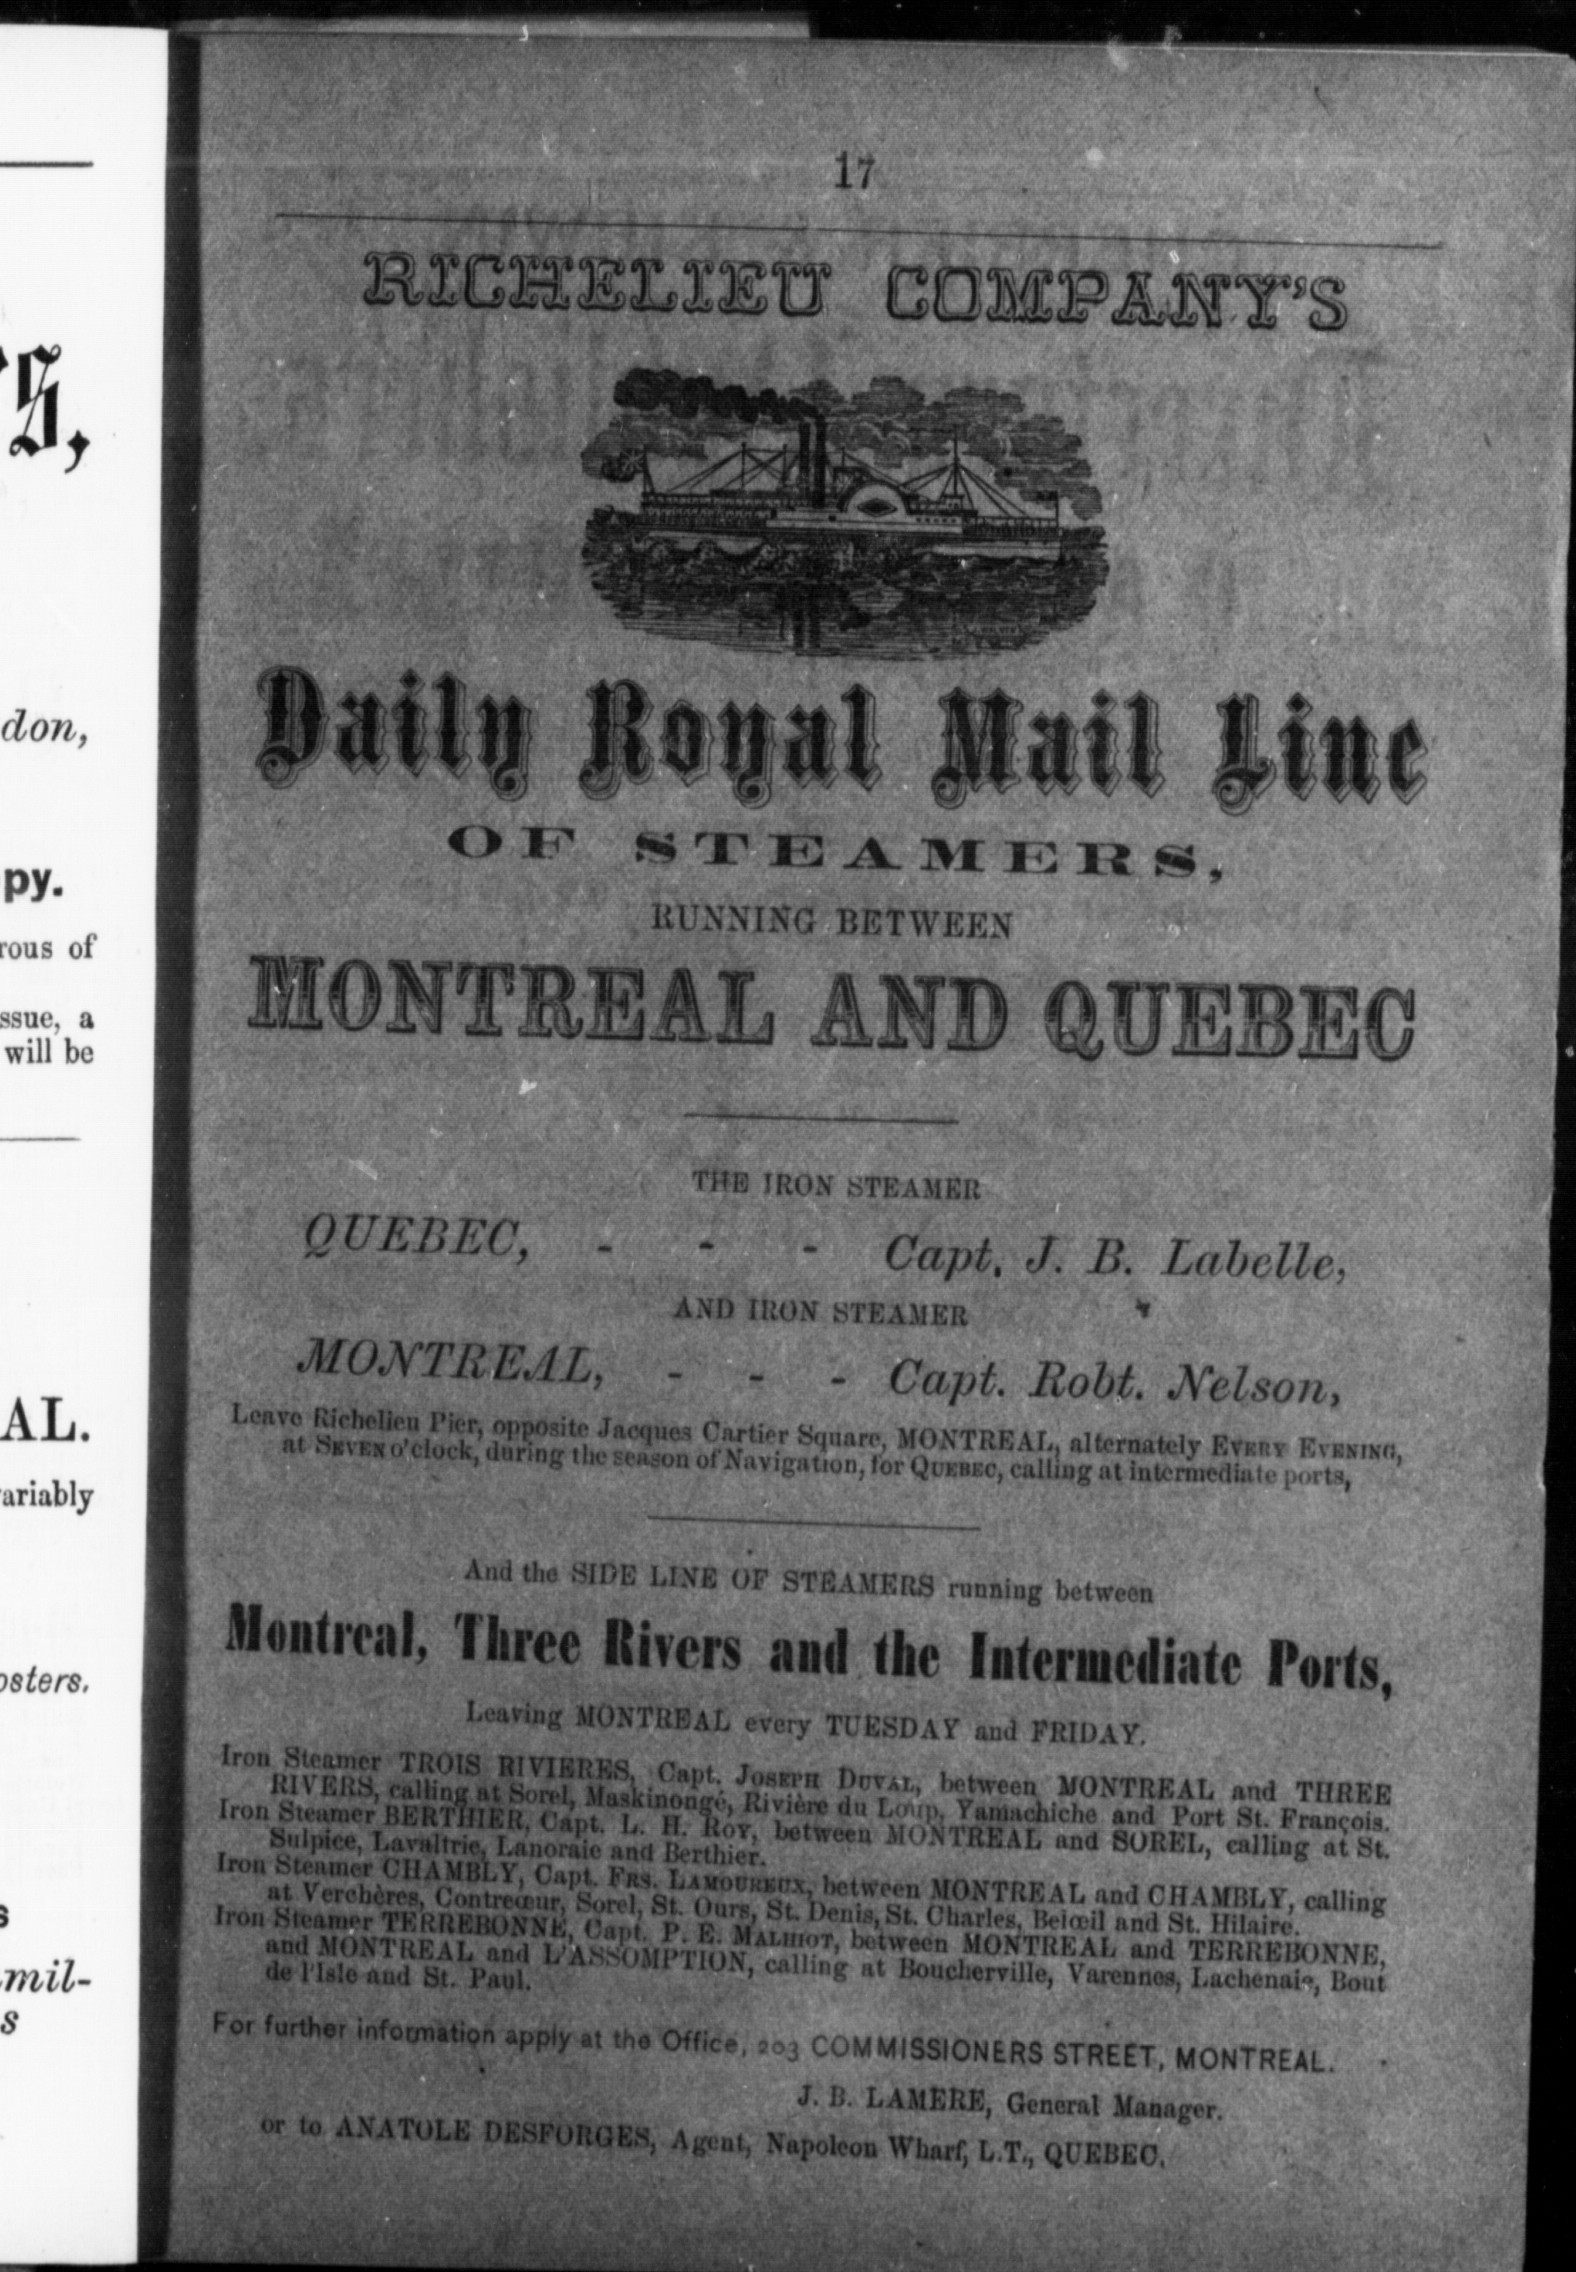 17
RICHELIEU COMPANY'S
Daily Royal Mail Line
OF STEAMERS,
RUNNING BETWEEN
MONTREAL AND QUEBEC
THE IRON STEAMER
QUEBEC, - - - Capt. J. B. Labelle,
AND IRON STEAMER
MONTREAL, - - - Capt. Robt. Nelson,
Leave Richelieu Pier, opposite Jacques Cartier Square, MONTREAL, alternately EVERY EVENING,
at SEVEN o'clock, during the season of Navigation, for QUEBEC, calling at intermediate ports,
And the SIDE LINE OF STEAMERS running between
Montreal, Three Rivers and the Intermediate Ports,
Leaving MONTREAL every TUESDAY and FRIDAY.
Iron Steamer TROIS RIVIERES, Capt. JOSEPH DUVAL, between MONTREAL and THREE
RIVERS, calling at Sorel, Maskinongé, Rivière du Loup, Yamachiche and Port St. François.
Iron Steamer BERTHIER, Capt. L. H. ROY, between MONTREAL and SOREL, calling at St.
Sulpice, Lavaltrie, Lanoraie and Berthier.
Iron Steamer CHAMBLY, Capt. FRS. LAMOUREUX, between MONTREAL and CHAMBLY, calling
at Verchères, Contrecœur, Sorel, St. Ours, St. Denis, St. Charles, Belœil and St. Hilaire.
Iron Steamer TERREBONNE, Capt. P. E. MALHIOT, between MONTREAL and TERREBONNE,
and MONTREAL and L'ASSOMPTION, calling at Boucherville, Varennes, Lachenaie, Bout
de l'Isle and St. Paul.
For further information apply at the Office, 203 COMMISSIONERS STREET, MONTREAL.
J. B. LAMERE, General Manager.
or to ANATOLE DESFORGES, Agent, Napoleon Wharf, L.T., QUEBEC.
don,
py.
rous of
ssue, a
will be
AL.
ariably
osters.
mil-
s